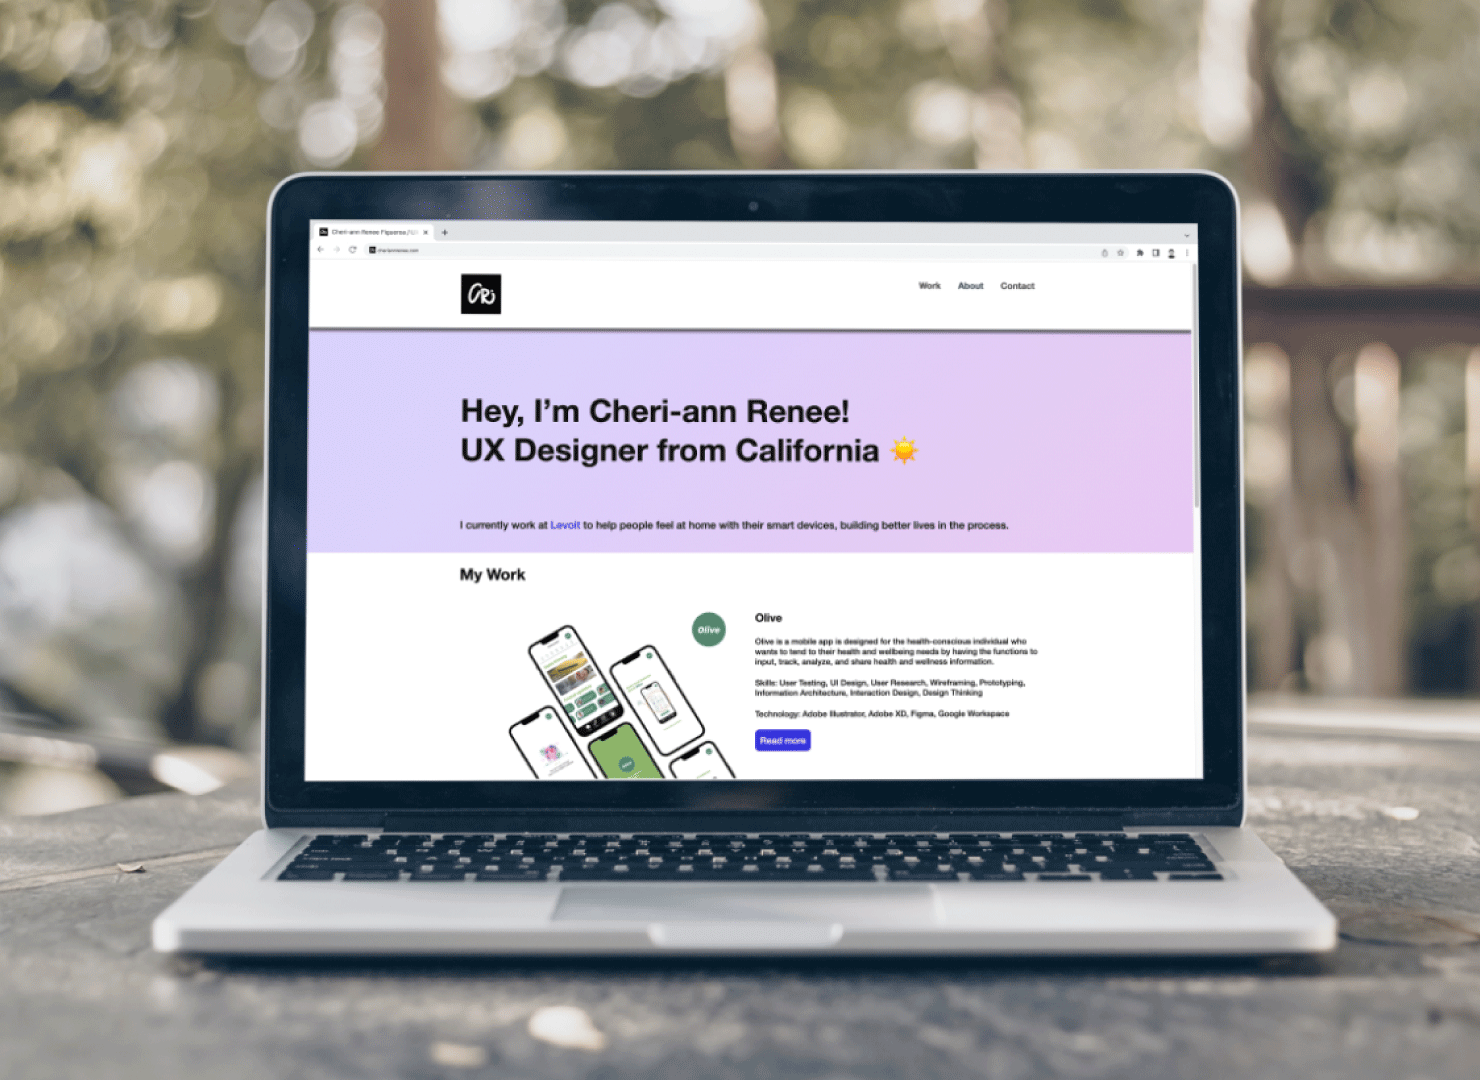 Cheri-ann Renee Figueroa
cheriannrenee.com
CRi
Work About Contact
Hey, I’m Cheri-ann Renee!
UX Designer from California
I currently work at Levoit to help people feel at home with their smart devices, building better lives in the process.
My Work
Olive
Olive
Olive is a mobile app is designed for the health-conscious individual who
wants to tend to their health and wellbeing needs by having the functions to
input, track, analyze, and share health and wellness information.
Skills: User Testing, UI Design, User Research, Wireframing, Prototyping,
Information Architecture, Interaction Design, Design Thinking
Technology: Adobe Illustrator, Adobe XD, Figma, Google Workspace
Read more